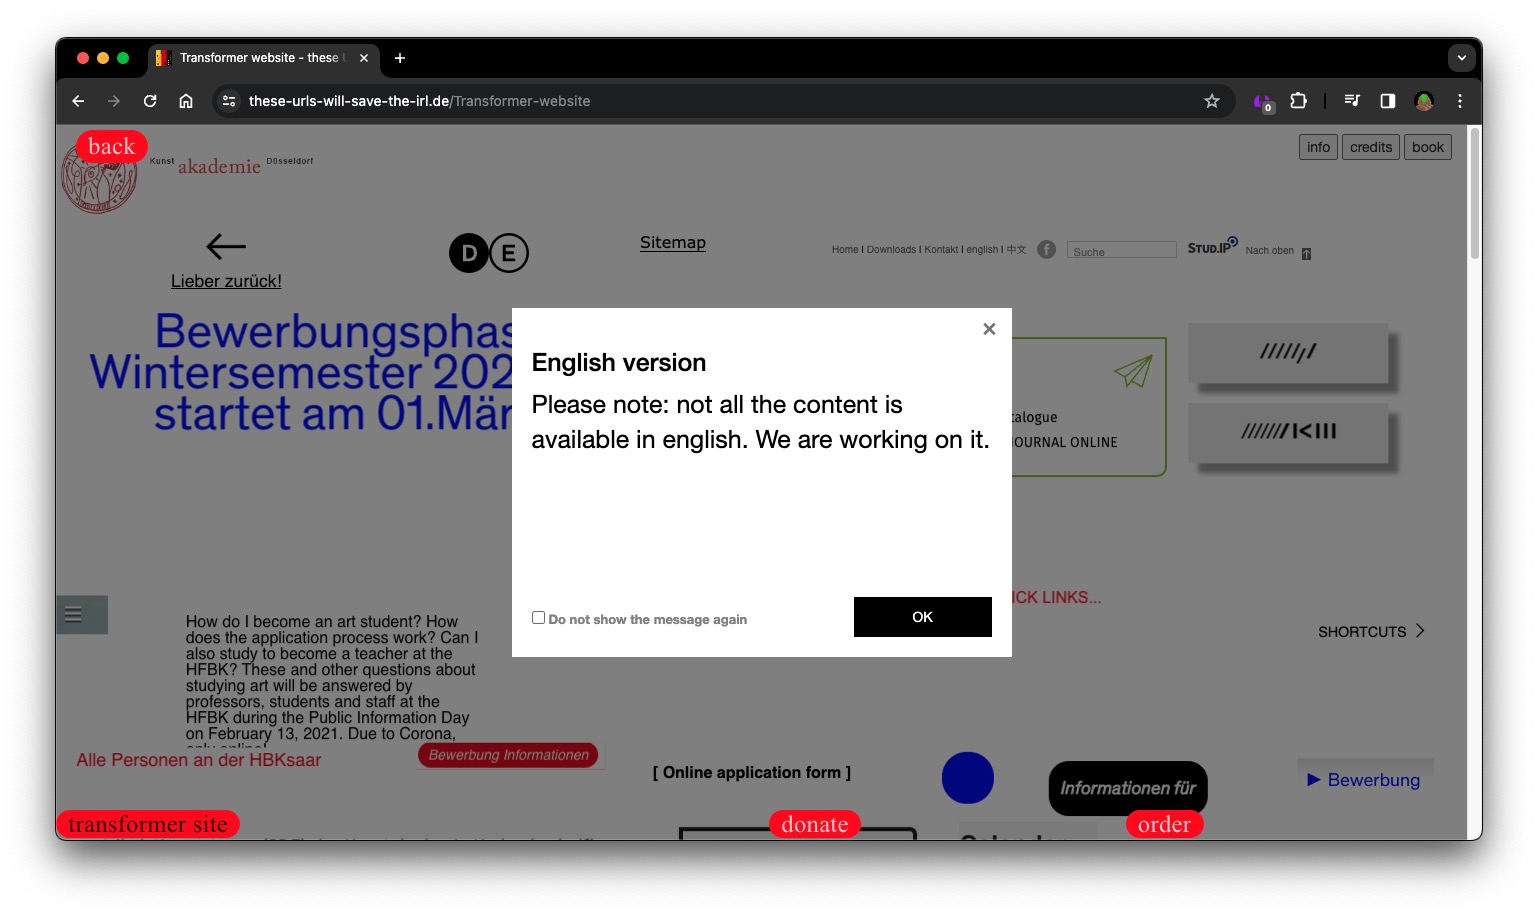 Transformer website - these U
these-urls-will-save-the-irl.de/Transformer-website
0
back
Kunst akademie Düsseldorf
info
credits
book
D E
Sitemap
Home I Downloads I Kontakt I english I 中文
Suche
STUD.IP
Nach oben
Lieber zurück!
Bewerbungsphas
Wintersemester 202
startet am 01.Mär
×
English version
Please note: not all the content is
available in english. We are working on it.
Do not show the message again
OK
talogue
OURNAL ONLINE
ICK LINKS...
SHORTCUTS
How do I become an art student? How
does the application process work? Can I
also study to become a teacher at the
HFBK? These and other questions about
studying art will be answered by
professors, students and staff at the
HFBK during the Public Information Day
on February 13, 2021. Due to Corona,
only online!
Alle Personen an der HBKsaar
Bewerbung Informationen
[ Online application form ]
Informationen für
Bewerbung
transformer site
donate
order
Calendar